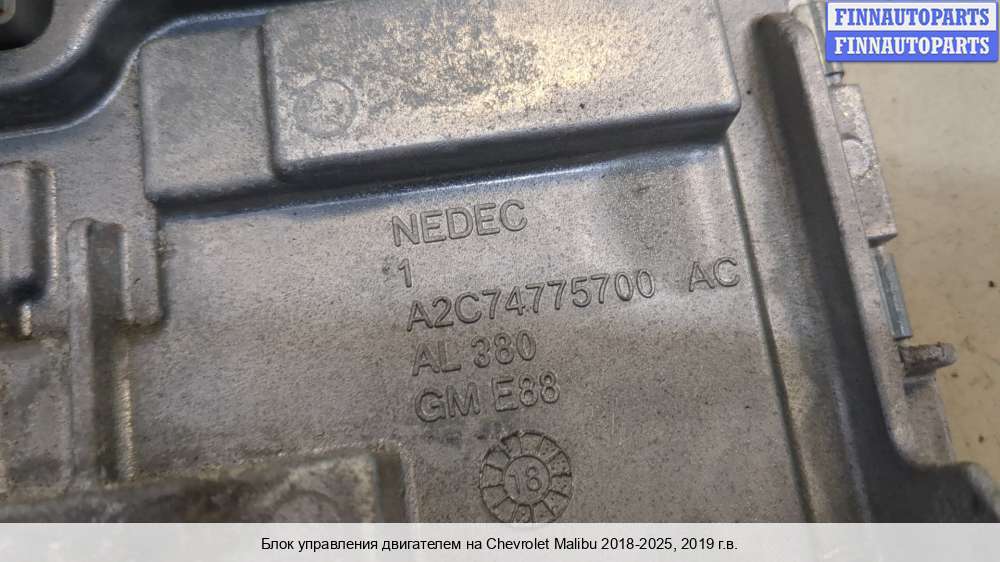 FINNAUTOPARTS
FINNAUTOPARTS
NEDEC
1
A2C74775700 AC
AL 380
GM E88
18
Блок управления двигателем на Chevrolet Malibu 2018-2025, 2019 г.в.